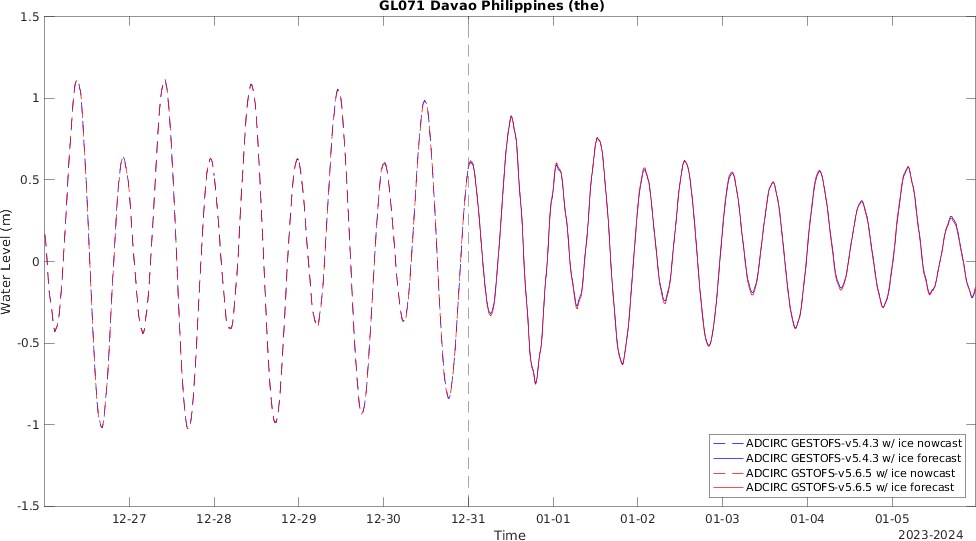 GL071 Davao Philippines (the)
1.5
1
0.5
0
-0.5
-1
-1.5
Water Level (m)
12-27 12-28 12-29 12-30 12-31 01-01 01-02 01-03 01-04 01-05
Time
2023-2024
ADCIRC GESTOFS-v5.4.3 w/ ice nowcast
ADCIRC GESTOFS-v5.4.3 w/ ice forecast
ADCIRC GSTOFS-v5.6.5 w/ ice nowcast
ADCIRC GSTOFS-v5.6.5 w/ ice forecast